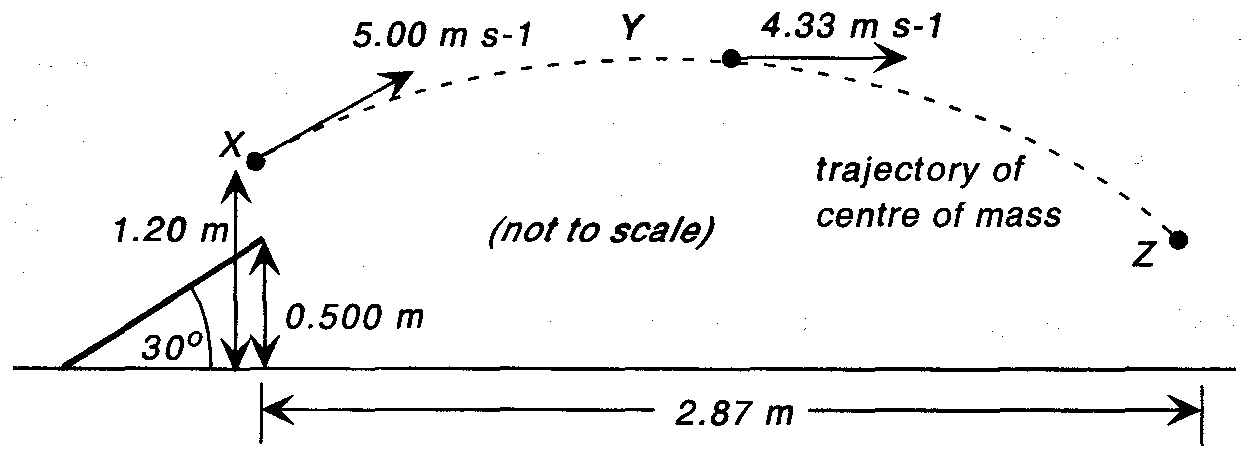 5.00 m s-1
Y
4.33 m s-1
X
trajectory of
centre of mass
1.20 m
(not to scale)
Z
0.500 m
30º
2.87 m